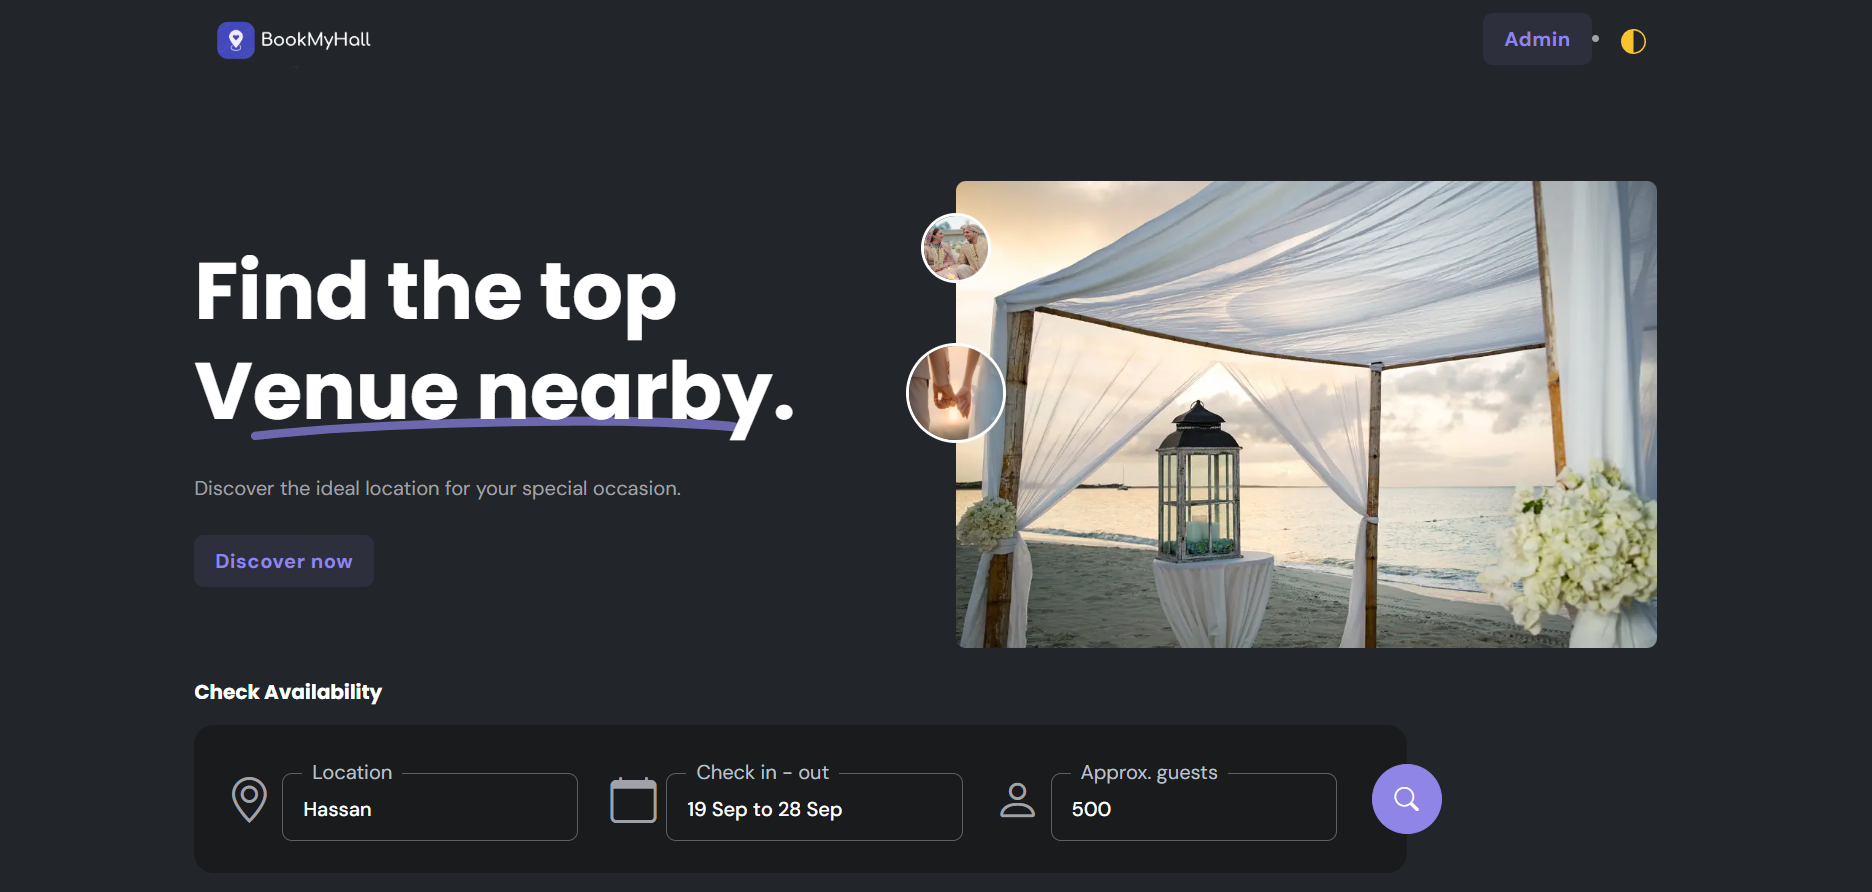 BookMyHall
Admin
Find the top
Venue nearby.
Discover the ideal location for your special occasion.
Discover now
Check Availability
Location
Hassan
Check in - out
19 Sep to 28 Sep
Approx. guests
500